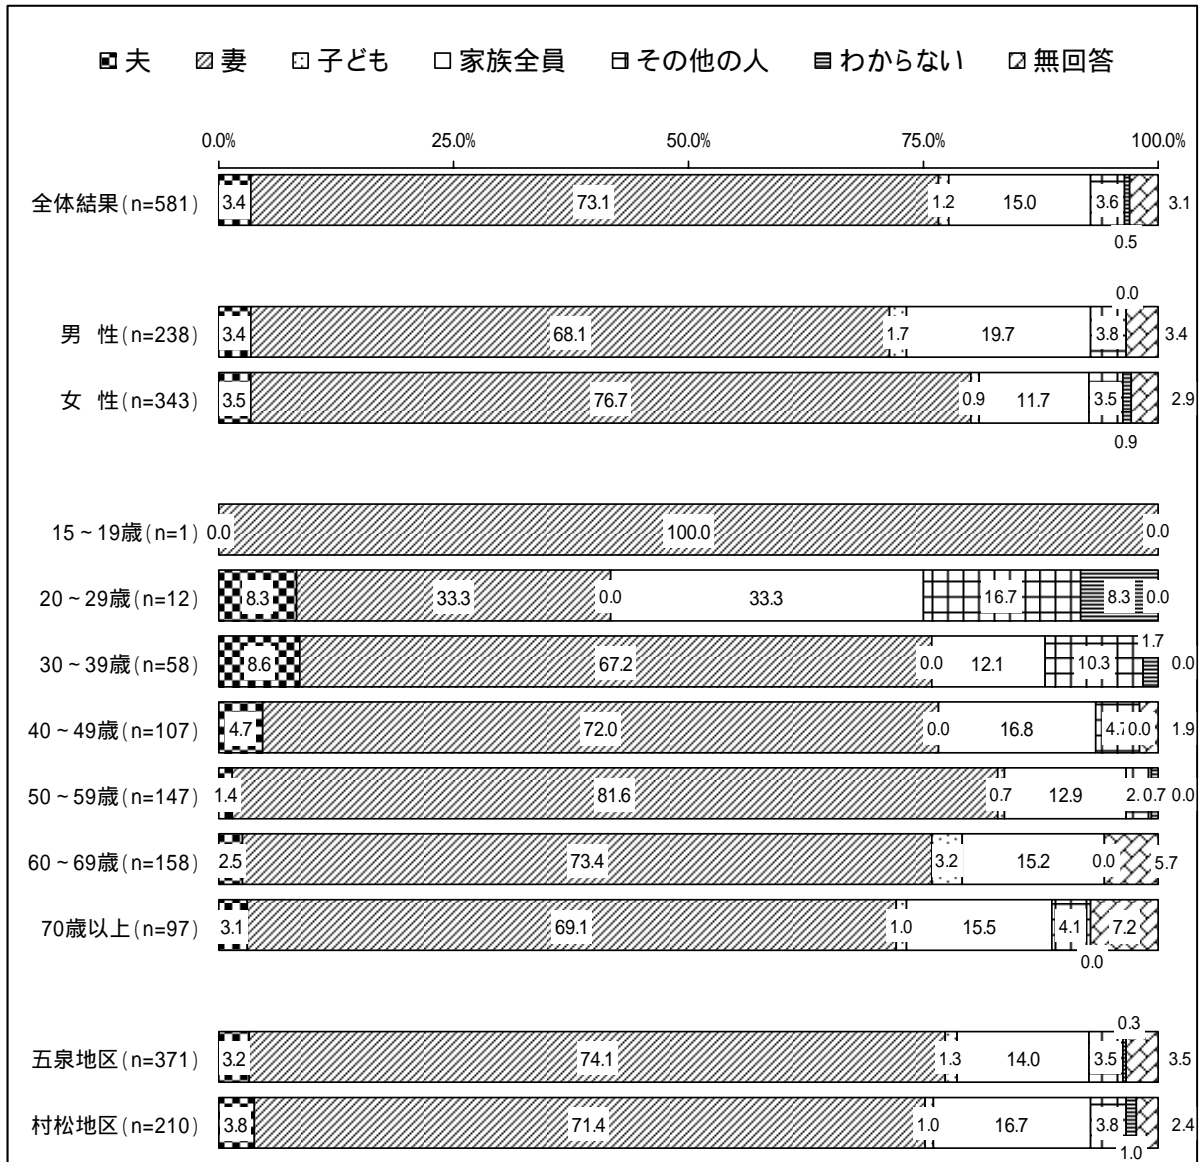 夫 妻 子ども 家族全員 その他の人 わからない 無回答
0.0% 25.0% 50.0% 75.0% 100.0%
全体結果(n=581) 3.4 73.1 1.2 15.0 3.6 3.1
0.5
0.0
男 性(n=238) 3.4 68.1 1.7 19.7 3.8 3.4
女 性(n=343) 3.5 76.7 0.9 11.7 3.5 2.9
0.9
15~19歳(n=1) 0.0 100.0 0.0
20~29歳(n=12) 8.3 33.3 0.0 33.3 16.7 8.3 0.0
1.7
30~39歳(n=58) 8.6 67.2 0.0 12.1 10.3 0.0
40~49歳(n=107) 4.7 72.0 0.0 16.8 4.7 0.0 1.9
50~59歳(n=147) 1.4 81.6 0.7 12.9 2. 0.7 0.0
60~69歳(n=158) 2.5 73.4 3.2 15.2 0.0 5.7
70歳以上(n=97) 3.1 69.1 1.0 15.5 4.1 7.2
0.0
0.3
五泉地区(n=371) 3.2 74.1 1.3 14.0 3.5 3.5
村松地区(n=210) 3.8 71.4 1.0 16.7 3.8 2.4
1.0